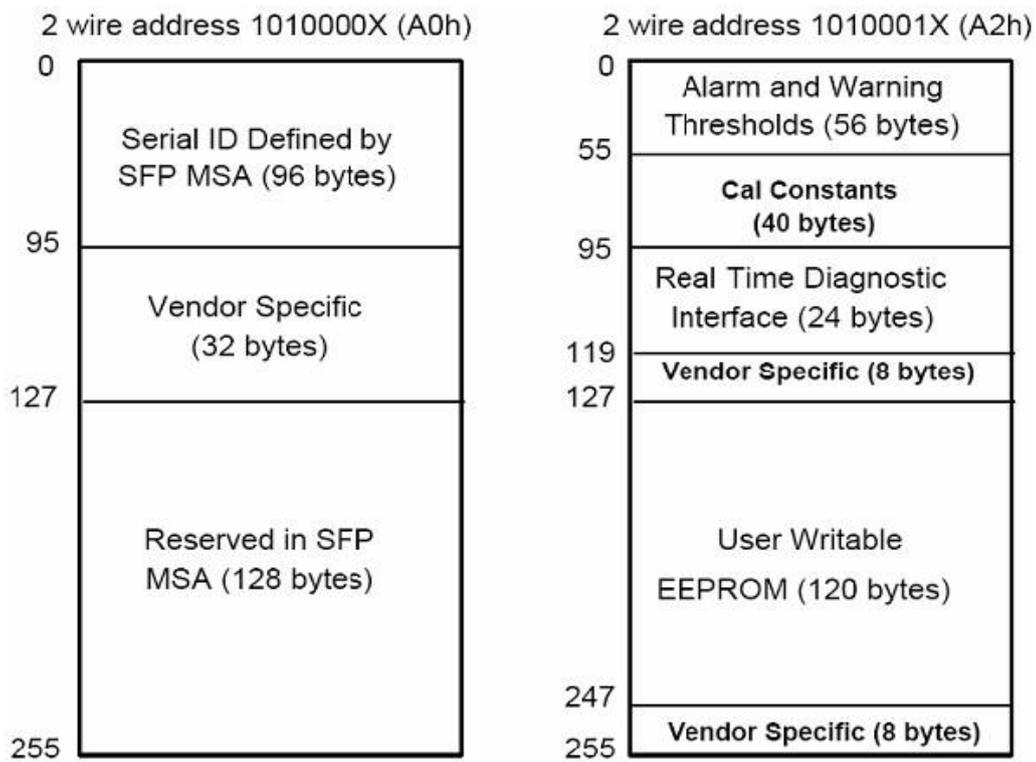 2 wire address 1010000X (A0h)
0
Serial ID Defined by
SFP MSA (96 bytes)
95
Vendor Specific
(32 bytes)
127
Reserved in SFP
MSA (128 bytes)
255
2 wire address 1010001X (A2h)
0
Alarm and Warning
Thresholds (56 bytes)
55
Cal Constants
(40 bytes)
95
Real Time Diagnostic
Interface (24 bytes)
119
Vendor Specific (8 bytes)
127
User Writable
EEPROM (120 bytes)
247
Vendor Specific (8 bytes)
255